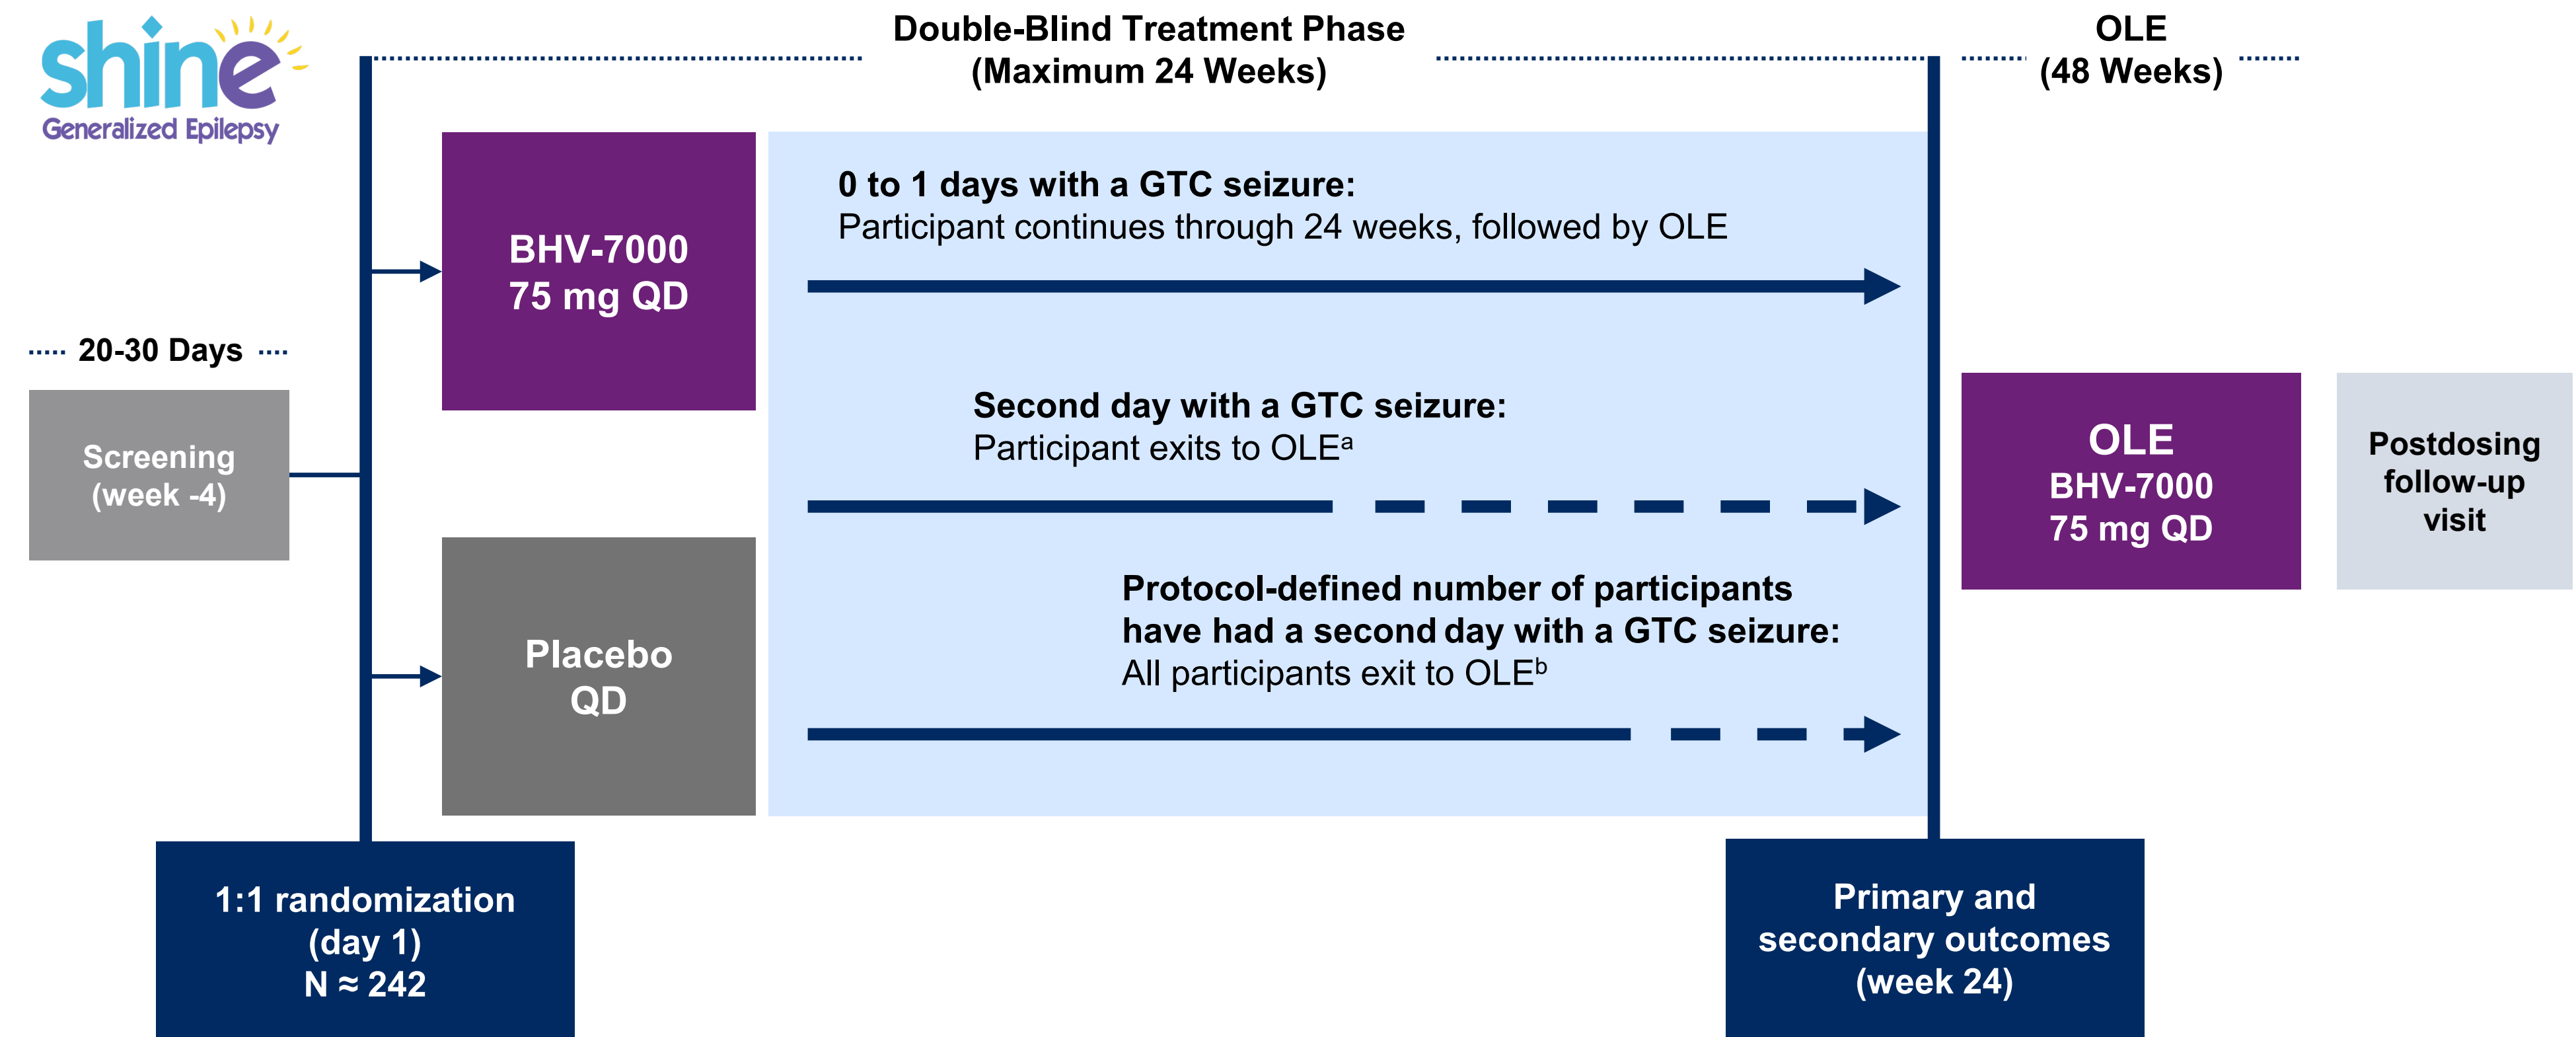 shine
Generalized Epilepsy
Double-Blind Treatment Phase
(Maximum 24 Weeks)
OLE
(48 Weeks)
20-30 Days
Screening
(week -4)
BHV-7000
75 mg QD
Placebo
QD
0 to 1 days with a GTC seizure:
Participant continues through 24 weeks, followed by OLE
Second day with a GTC seizure:
Participant exits to OLEᵃ
Protocol-defined number of participants
have had a second day with a GTC seizure:
All participants exit to OLEᵇ
OLE
BHV-7000
75 mg QD
Postdosing
follow-up
visit
1:1 randomization
(day 1)
N ≈ 242
Primary and
secondary outcomes
(week 24)